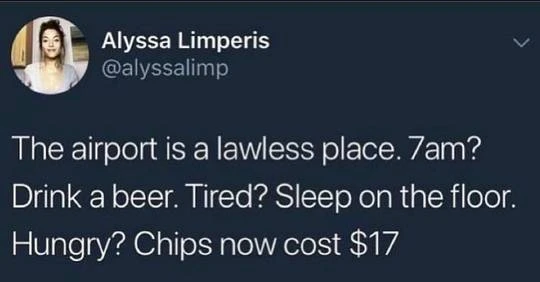 Alyssa Limperis
@alyssalimp
The airport is a lawless place. 7am?
Drink a beer. Tired? Sleep on the floor.
Hungry? Chips now cost $17